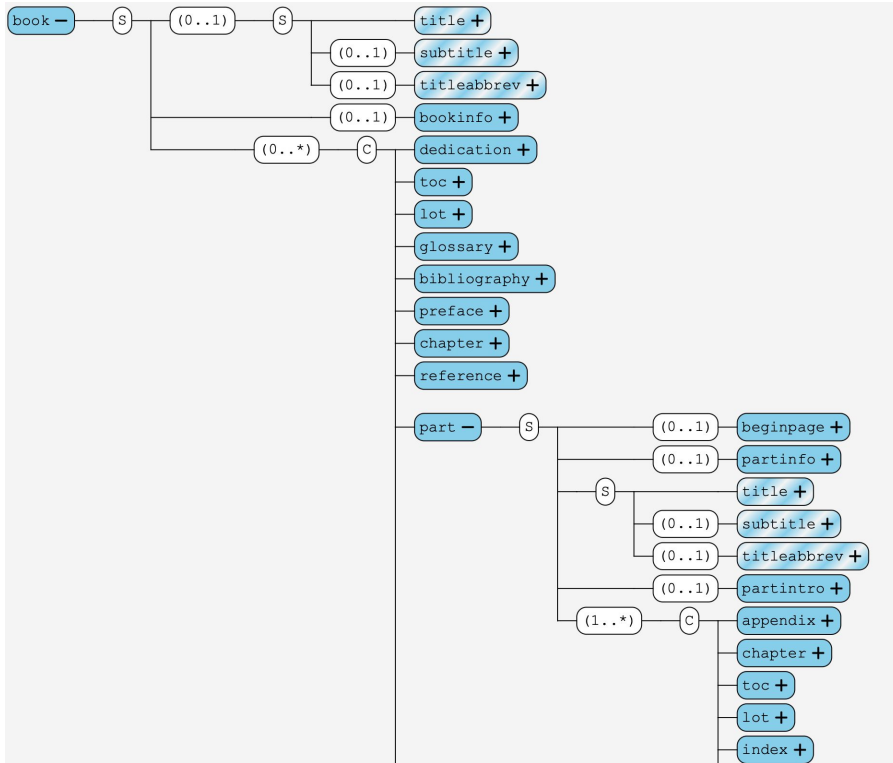 book − S (0..1) S title +
(0..1) subtitle +
(0..1) titleabbrev +
(0..1) bookinfo +
(0..*) C dedication +
toc +
lot +
glossary +
bibliography +
preface +
chapter +
reference +
part − S (0..1) beginpage +
(0..1) partinfo +
S title +
(0..1) subtitle +
(0..1) titleabbrev +
(0..1) partintro +
(1..*) C appendix +
chapter +
toc +
lot +
index +